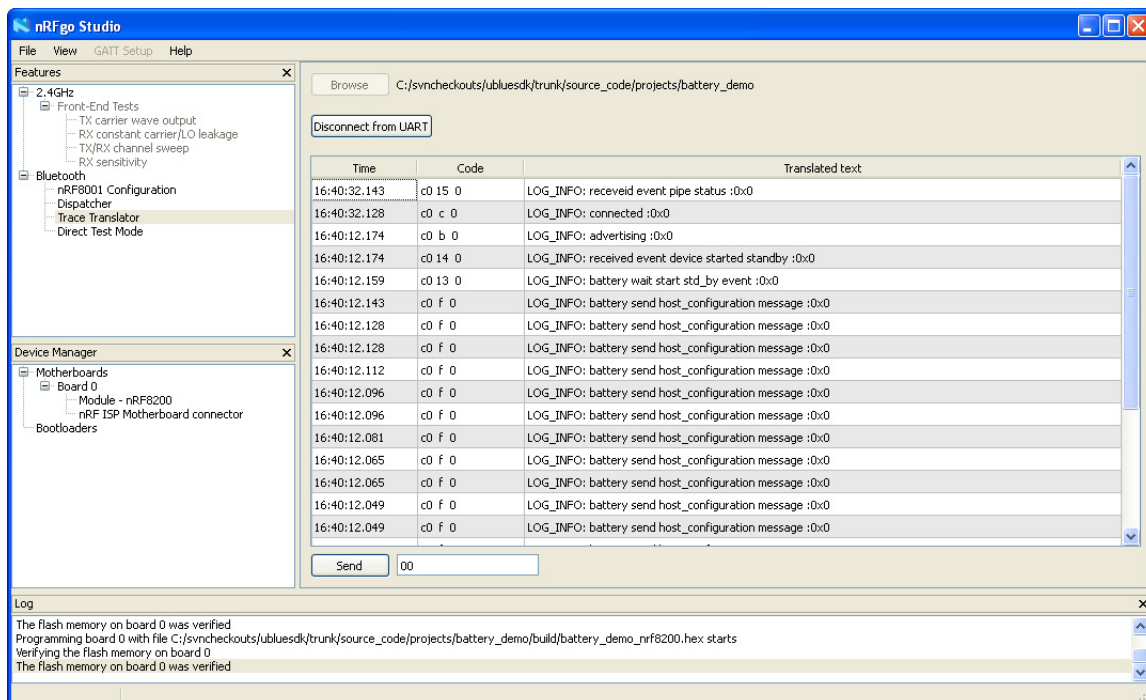 nRFgo Studio
File View GATT Setup Help
Features
2.4GHz
Front-End Tests
TX carrier wave output
RX constant carrier/LO leakage
TX/RX channel sweep
RX sensitivity
Bluetooth
nRF8001 Configuration
Dispatcher
Trace Translator
Direct Test Mode
Device Manager
Motherboards
Board 0
Module - nRF8200
nRF ISP Motherboard connector
Bootloaders
Browse C:/svncheckouts/ubluesdk/trunk/source_code/projects/battery_demo
Disconnect from UART
Time Code Translated text
16:40:32.143 c0 15 0 LOG_INFO: receveid event pipe status :0x0
16:40:32.128 c0 c 0 LOG_INFO: connected :0x0
16:40:12.174 c0 b 0 LOG_INFO: advertising :0x0
16:40:12.174 c0 14 0 LOG_INFO: received event device started standby :0x0
16:40:12.159 c0 13 0 LOG_INFO: battery wait start std_by event :0x0
16:40:12.143 c0 f 0 LOG_INFO: battery send host_configuration message :0x0
16:40:12.128 c0 f 0 LOG_INFO: battery send host_configuration message :0x0
16:40:12.128 c0 f 0 LOG_INFO: battery send host_configuration message :0x0
16:40:12.112 c0 f 0 LOG_INFO: battery send host_configuration message :0x0
16:40:12.096 c0 f 0 LOG_INFO: battery send host_configuration message :0x0
16:40:12.096 c0 f 0 LOG_INFO: battery send host_configuration message :0x0
16:40:12.081 c0 f 0 LOG_INFO: battery send host_configuration message :0x0
16:40:12.065 c0 f 0 LOG_INFO: battery send host_configuration message :0x0
16:40:12.065 c0 f 0 LOG_INFO: battery send host_configuration message :0x0
16:40:12.049 c0 f 0 LOG_INFO: battery send host_configuration message :0x0
16:40:12.049 c0 f 0 LOG_INFO: battery send host_configuration message :0x0
Send 00
Log
The flash memory on board 0 was verified
Programming board 0 with file C:/svncheckouts/ubluesdk/trunk/source_code/projects/battery_demo/build/battery_demo_nrf8200.hex starts
Verifying the flash memory on board 0
The flash memory on board 0 was verified